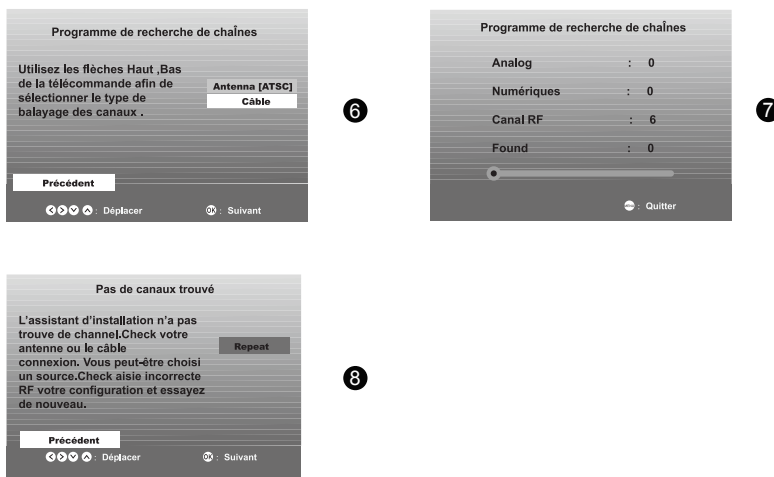 Programme de recherche de chaÎnes
Utilisez les flèches Haut ,Bas
de la télécommande afin de
sélectionner le type de
balayage des canaux .
Antenna [ATSC]
Câble
Précédent
: Déplacer
OK : Suivant
6
Programme de recherche de chaÎnes
Analog : 0
Numériques : 0
Canal RF : 6
Found : 0
: Quitter
7
Pas de canaux trouvé
L'assistant d'installation n'a pas
trouve de channel.Check votre
antenne ou le câble
connexion. Vous peut-être choisi
un source.Check aisie incorrecte
RF votre configuration et essayez
de nouveau.
Repeat
Précédent
: Déplacer
OK : Suivant
8